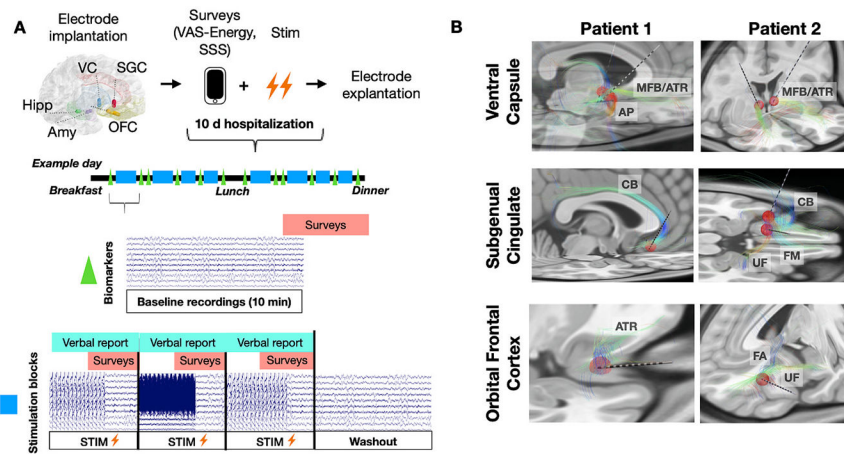 A
Electrode
implantation
Surveys
(VAS-Energy,
SSS)
Stim
VC
SGC
Hipp
Amy
OFC
+
Electrode
explantation
10 d hospitalization
Example day
Breakfast
Lunch
Dinner
Surveys
Biomarkers
Baseline recordings (10 min)
Verbal report
Verbal report
Verbal report
Surveys
Surveys
Surveys
Stimulation blocks
STIM
STIM
STIM
Washout
B
Patient 1
Patient 2
Ventral
Capsule
MFB/ATR
AP
MFB/ATR
Subgenual
Cingulate
CB
CB
UF
FM
Orbital Frontal
Cortex
ATR
FA
UF